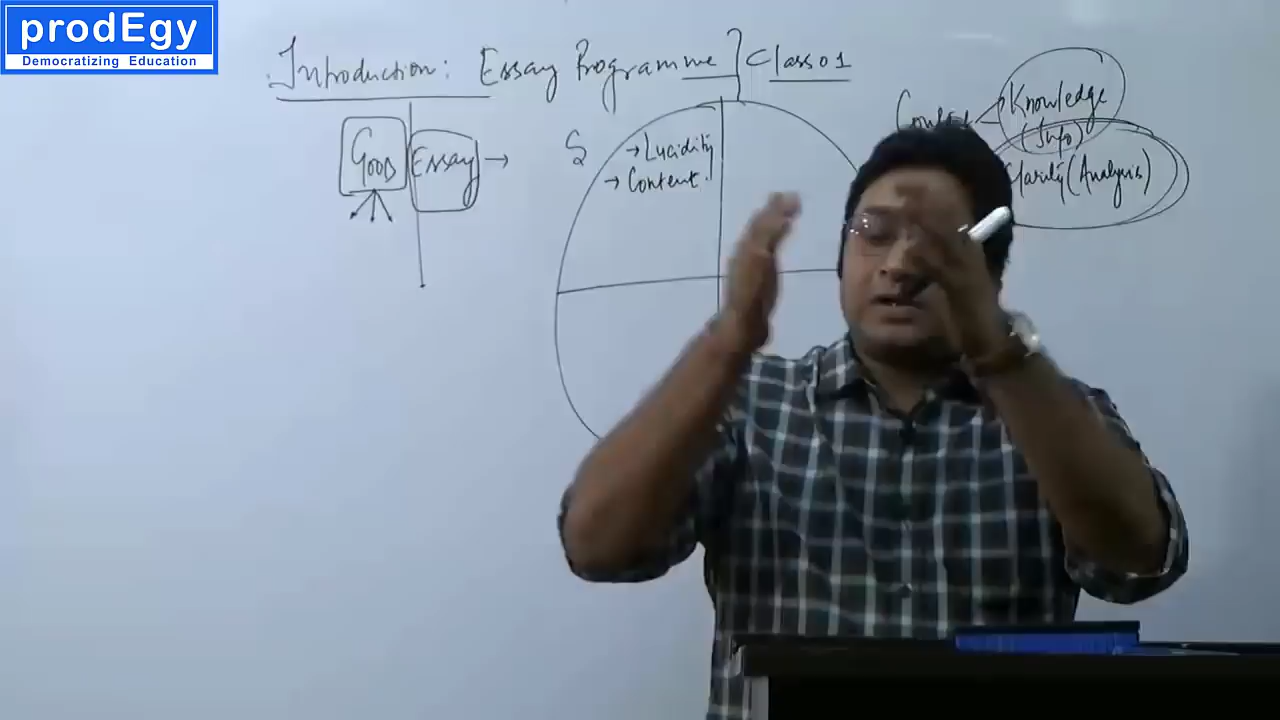 prodEgy
Democratizing Education
Introduction: Essay Programme Class 01
GOOD Essay →
S
→ Lucidity
→ Content
Knowledge
(Info)
Clarity (Analysis)